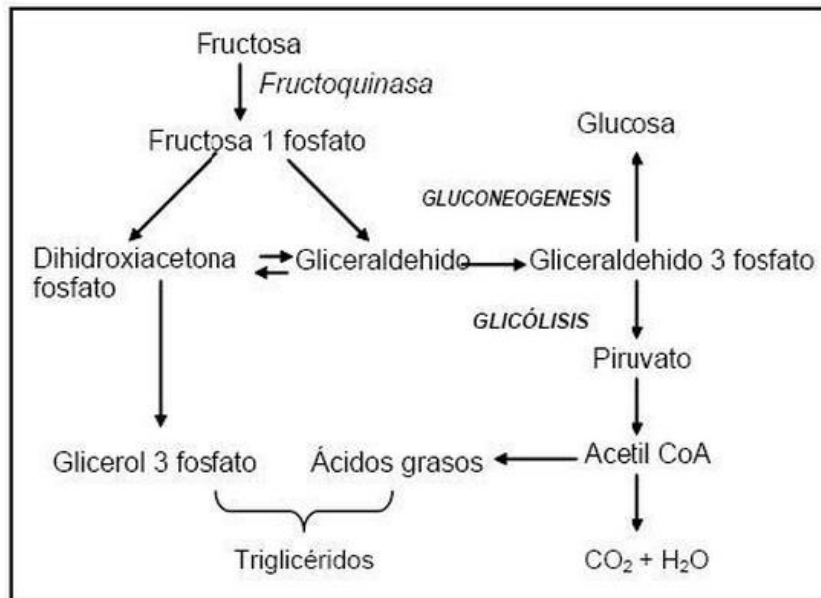 Fructosa
Fructoquinasa
Fructosa 1 fosfato
Glucosa
GLUCONEOGENESIS
Dihidroxiacetona
fosfato
Gliceraldehido
Gliceraldehido 3 fosfato
GLICÓLISIS
Piruvato
Glicerol 3 fosfato
Ácidos grasos
Acetil CoA
Triglicéridos
CO₂ + H₂O